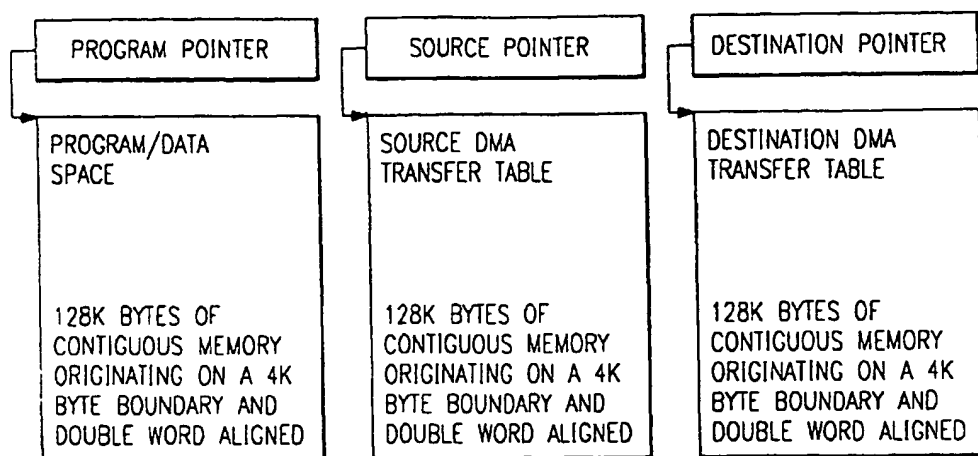 PROGRAM POINTER
SOURCE POINTER
DESTINATION POINTER
PROGRAM/DATA
SPACE
128K BYTES OF
CONTIGUOUS MEMORY
ORIGINATING ON A 4K
BYTE BOUNDARY AND
DOUBLE WORD ALIGNED
SOURCE DMA
TRANSFER TABLE
128K BYTES OF
CONTIGUOUS MEMORY
ORIGINATING ON A 4K
BYTE BOUNDARY AND
DOUBLE WORD ALIGNED
DESTINATION DMA
TRANSFER TABLE
128K BYTES OF
CONTIGUOUS MEMORY
ORIGINATING ON A 4K
BYTE BOUNDARY AND
DOUBLE WORD ALIGNED